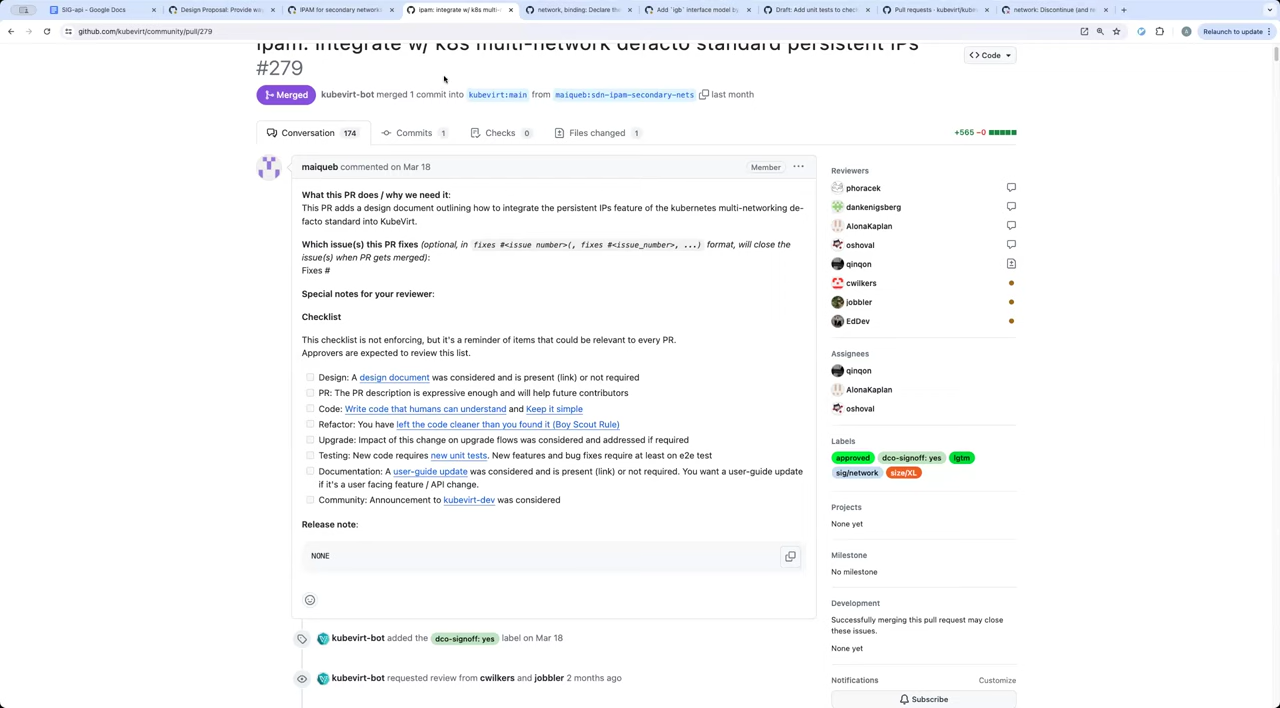 SIG-api - Google Docs
Design Proposal: Provide way
IPAM for secondary network
ipam: integrate w/ k8s multi-
network, binding: Declare the
Add `igb` interface model by
Draft: Add unit tests to check
Pull requests · kubevirt/kube
network: Discontinue (and re
github.com/kubevirt/community/pull/279
Relaunch to update
ipam: integrate w/ k8s multi-network defacto standard persistent IPs
#279
Code
Merged
kubevirt-bot merged 1 commit into kubevirt:main from maiqueb:sdn-ipam-secondary-nets last month
Conversation 174
Commits 1
Checks 0
Files changed 1
+565 −0
maiqueb commented on Mar 18
Member
What this PR does / why we need it:
This PR adds a design document outlining how to integrate the persistent IPs feature of the kubernetes multi-networking de-
facto standard into KubeVirt.
Which issue(s) this PR fixes (optional, in fixes #<issue number>(, fixes #<issue_number>, ...) format, will close the
issue(s) when PR gets merged):
Fixes #
Special notes for your reviewer:
Checklist
This checklist is not enforcing, but it's a reminder of items that could be relevant to every PR.
Approvers are expected to review this list.
Design: A design document was considered and is present (link) or not required
PR: The PR description is expressive enough and will help future contributors
Code: Write code that humans can understand and Keep it simple
Refactor: You have left the code cleaner than you found it (Boy Scout Rule)
Upgrade: Impact of this change on upgrade flows was considered and addressed if required
Testing: New code requires new unit tests. New features and bug fixes require at least on e2e test
Documentation: A user-guide update was considered and is present (link) or not required. You want a user-guide update
if it's a user facing feature / API change.
Community: Announcement to kubevirt-dev was considered
Release note:
NONE
kubevirt-bot added the dco-signoff: yes label on Mar 18
kubevirt-bot requested review from cwilkers and jobbler 2 months ago
Reviewers
phoracek
dankenigsberg
AlonaKaplan
oshoval
qinqon
cwilkers
jobbler
EdDev
Assignees
qinqon
AlonaKaplan
oshoval
Labels
approved dco-signoff: yes lgtm
sig/network size/XL
Projects
None yet
Milestone
No milestone
Development
Successfully merging this pull request may close
these issues.
None yet
Notifications
Customize
Subscribe